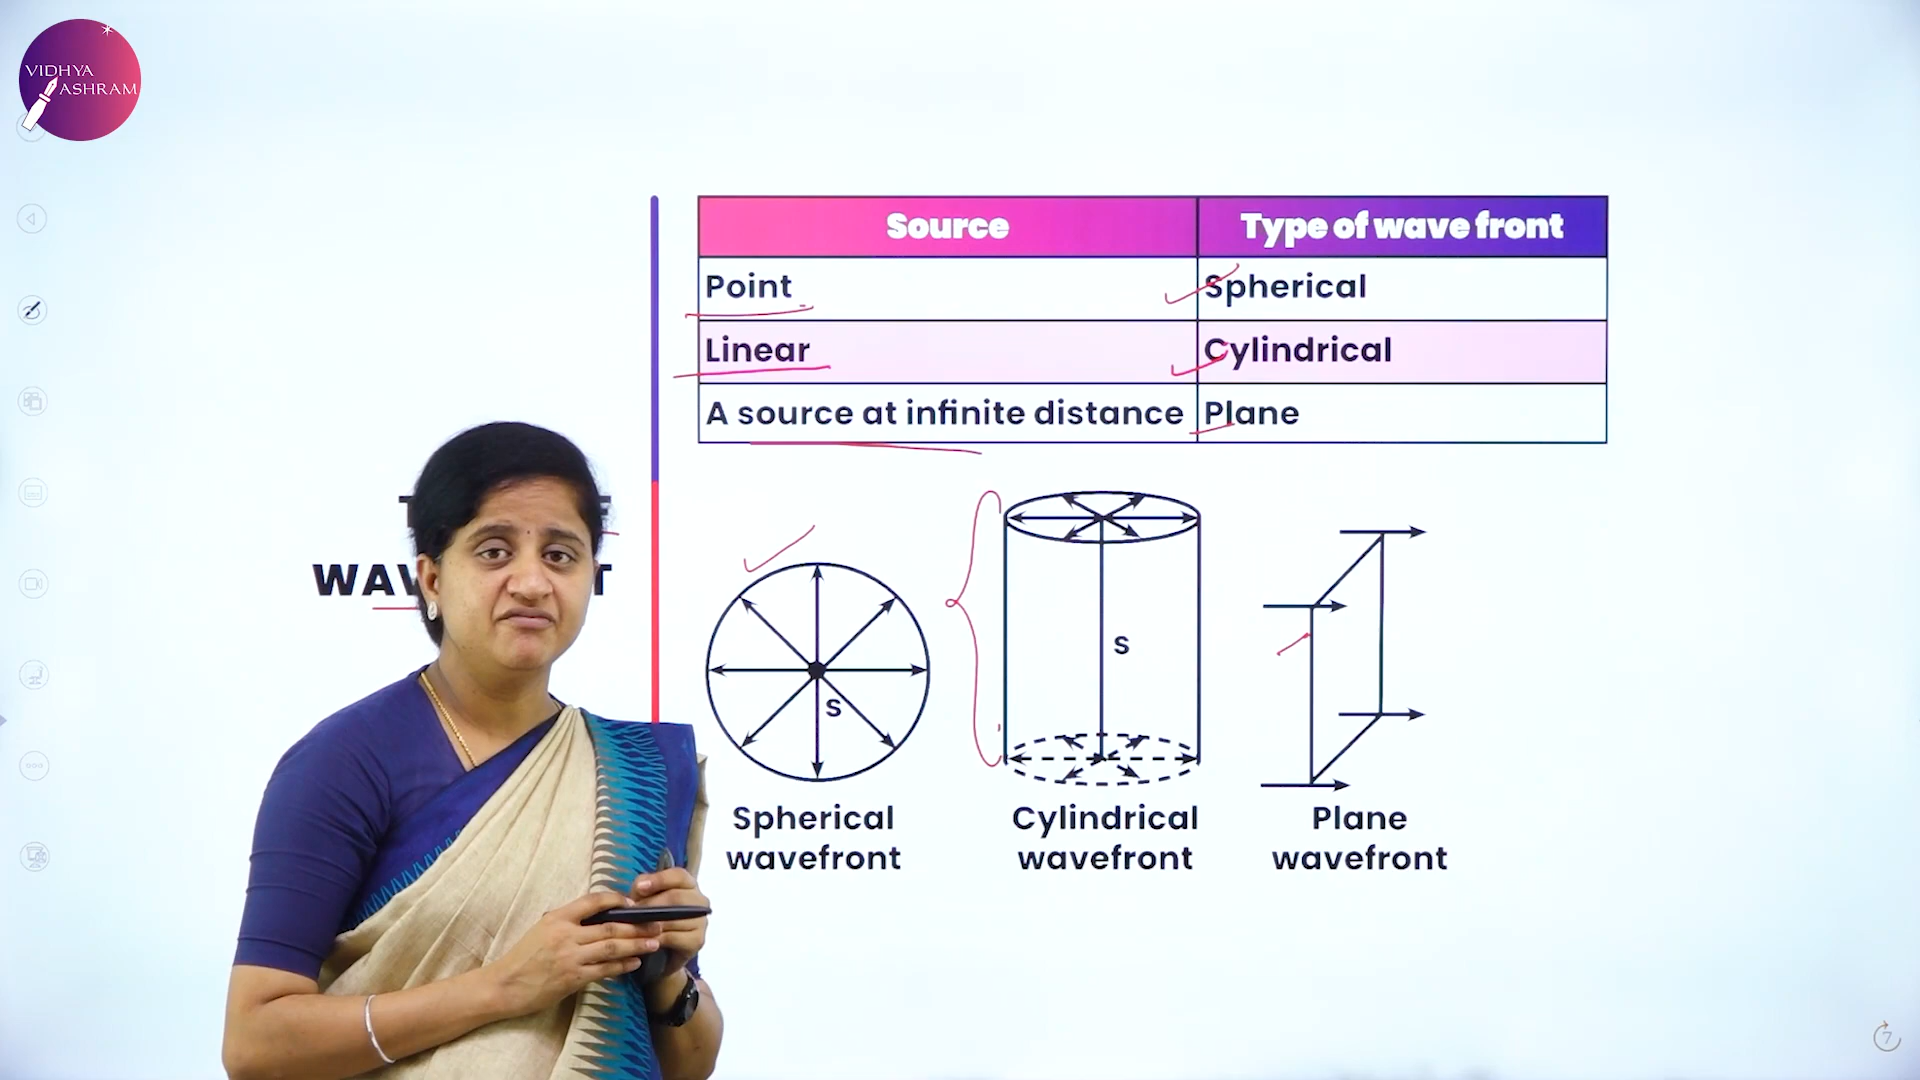 VIDHYA
ASHRAM
Source
Type of wave front
Point
Spherical
Linear
Cylindrical
A source at infinite distance
Plane
S
S
Spherical
wavefront
Cylindrical
wavefront
Plane
wavefront
7